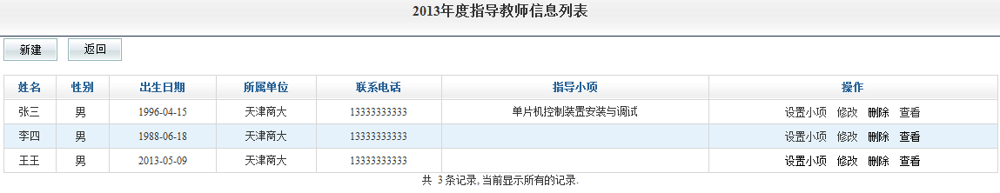 2013年度指导教师信息列表
新建 返回
姓名 性别 出生日期 所属单位 联系电话 指导小项 操作
张三 男 1996-04-15 天津商大 13333333333 单片机控制装置安装与调试 设置小项 修改 删除 查看
李四 男 1988-06-18 天津商大 13333333333 设置小项 修改 删除 查看
王王 男 2013-05-09 天津商大 13333333333 设置小项 修改 删除 查看
共 3 条记录, 当前显示所有的记录.